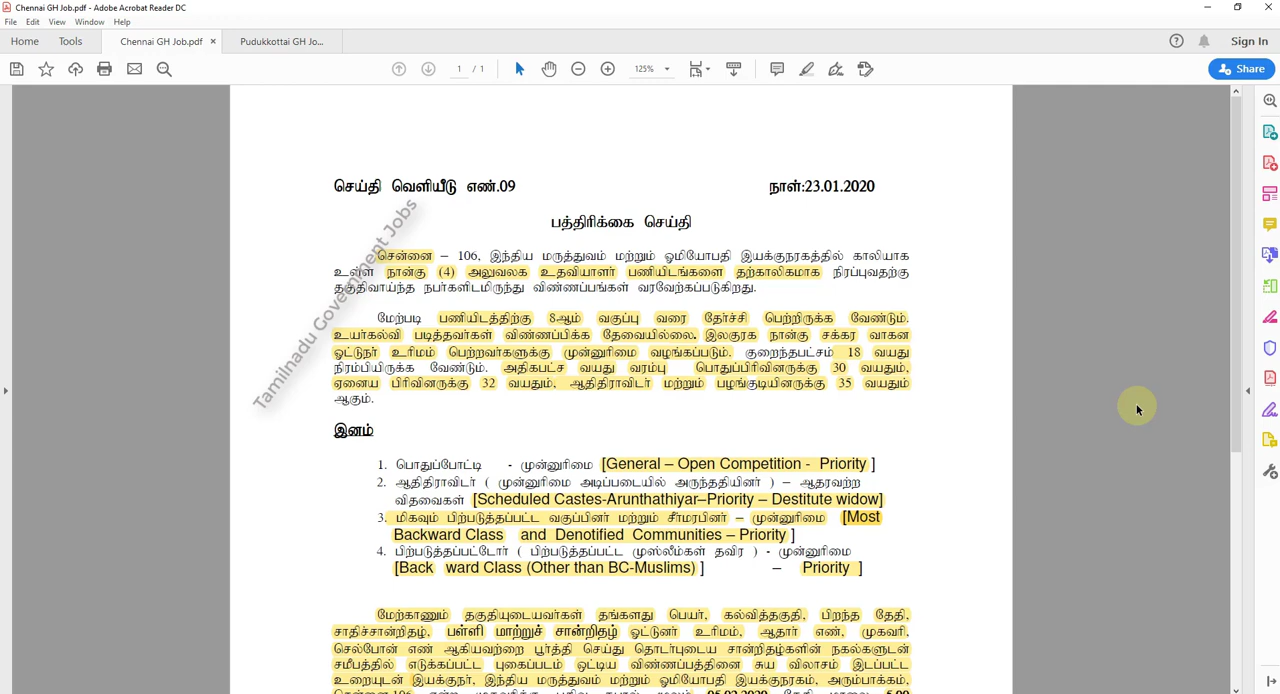 Chennai GH Job.pdf - Adobe Acrobat Reader DC
File Edit View Window Help
Home Tools Chennai GH Job.pdf × Pudukkottai GH Jo... Sign In
1 / 1 125% Share
செய்தி வெளியீடு எண்.09 நாள்:23.01.2020
பத்திரிக்கை செய்தி
சென்னை – 106, இந்திய மருத்துவம் மற்றும் ஓமியோபதி இயக்குநரகத்தில் காலியாக
உள்ள நான்கு (4) அலுவலக உதவியாளர் பணியிடங்களை தற்காலிகமாக நிரப்புவதற்கு
தகுதிவாய்ந்த நபர்களிடமிருந்து விண்ணப்பங்கள் வரவேற்கப்படுகிறது.
மேற்படி பணியிடத்திற்கு 8ஆம் வகுப்பு வரை தேர்ச்சி பெற்றிருக்க வேண்டும்.
உயர்கல்வி படித்தவர்கள் விண்ணப்பிக்க தேவையில்லை. இலகுரக நான்கு சக்கர வாகன
ஓட்டுநர் உரிமம் பெற்றவர்களுக்கு முன்னுரிமை வழங்கப்படும். குறைந்தபட்சம் 18 வயது
நிரம்பியிருக்க வேண்டும். அதிகபட்ச வயது வரம்பு பொதுப்பிரிவினருக்கு 30 வயதும்,
ஏனைய பிரிவினருக்கு 32 வயதும், ஆதிதிராவிடர் மற்றும் பழங்குடியினருக்கு 35 வயதும்
ஆகும்.
Tamilnadu Government Jobs
இனம்
1. பொதுப்போட்டி - முன்னுரிமை [General – Open Competition - Priority ]
2. ஆதிதிராவிடர் ( முன்னுரிமை அடிப்படையில் அருந்ததியினர் ) – ஆதரவற்ற
விதவைகள் [Scheduled Castes-Arunthathiyar–Priority – Destitute widow]
3. மிகவும் பிற்படுத்தப்பட்ட வகுப்பினர் மற்றும் சீர்மரபினர் – முன்னுரிமை [Most
Backward Class and Denotified Communities – Priority ]
4. பிற்படுத்தப்பட்டோர் ( பிற்படுத்தப்பட்ட முஸ்லீம்கள் தவிர ) - முன்னுரிமை
[Back ward Class (Other than BC-Muslims) ] – Priority ]
மேற்காணும் தகுதியுடையவர்கள் தங்களது பெயர், கல்வித்தகுதி, பிறந்த தேதி,
சாதிச்சான்றிதழ், பள்ளி மாற்றுச் சான்றிதழ் ஓட்டுனர் உரிமம், ஆதார் எண், முகவரி,
செல்போன் எண் ஆகியவற்றை பூர்த்தி செய்து தொடர்புடைய சான்றிதழ்களின் நகல்களுடன்
சமீபத்தில் எடுக்கப்பட்ட புகைப்படம் ஒட்டிய விண்ணப்பத்தினை சுய விலாசம் இடப்பட்ட
உறையுடன் இயக்குநர், இந்திய மருத்துவம் மற்றும் ஓமியோபதி இயக்குநரகம், அரும்பாக்கம்,